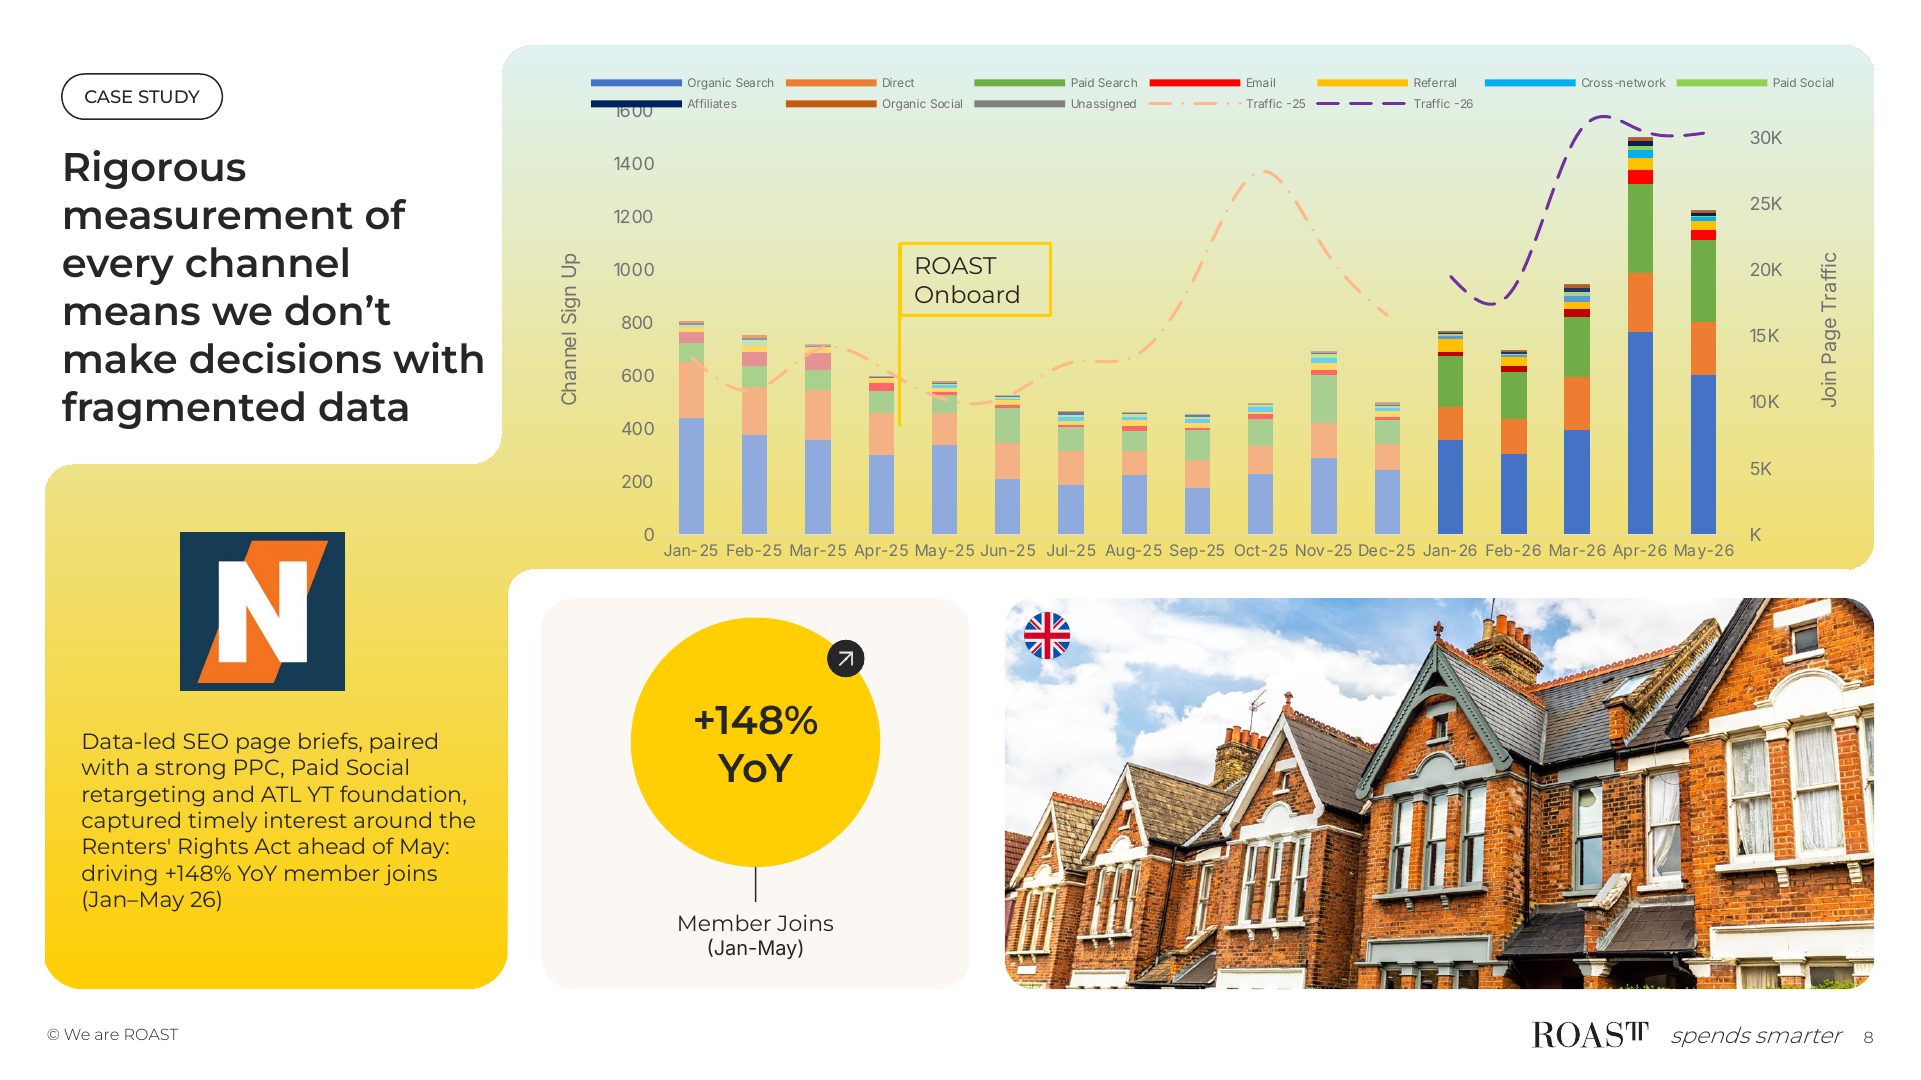 CASE STUDY
Rigorous
measurement of
every channel
means we don’t
make decisions with
fragmented data
Organic Search
Direct
Paid Search
Email
Referral
Cross-network
Paid Social
Affiliates
Organic Social
Unassigned
Traffic -25
Traffic -26
Channel Sign Up
1600
1400
1200
1000
800
600
400
200
0
ROAST
Onboard
30K
25K
20K
15K
10K
5K
K
Join Page Traffic
Jan-25 Feb-25 Mar-25 Apr-25 May-25 Jun-25 Jul-25 Aug-25 Sep-25 Oct-25 Nov-25 Dec-25 Jan-26 Feb-26 Mar-26 Apr-26 May-26
N
Data-led SEO page briefs, paired
with a strong PPC, Paid Social
retargeting and ATL YT foundation,
captured timely interest around the
Renters' Rights Act ahead of May:
driving +148% YoY member joins
(Jan–May 26)
+148%
YoY
Member Joins
(Jan-May)
© We are ROAST
ROAST spends smarter 8